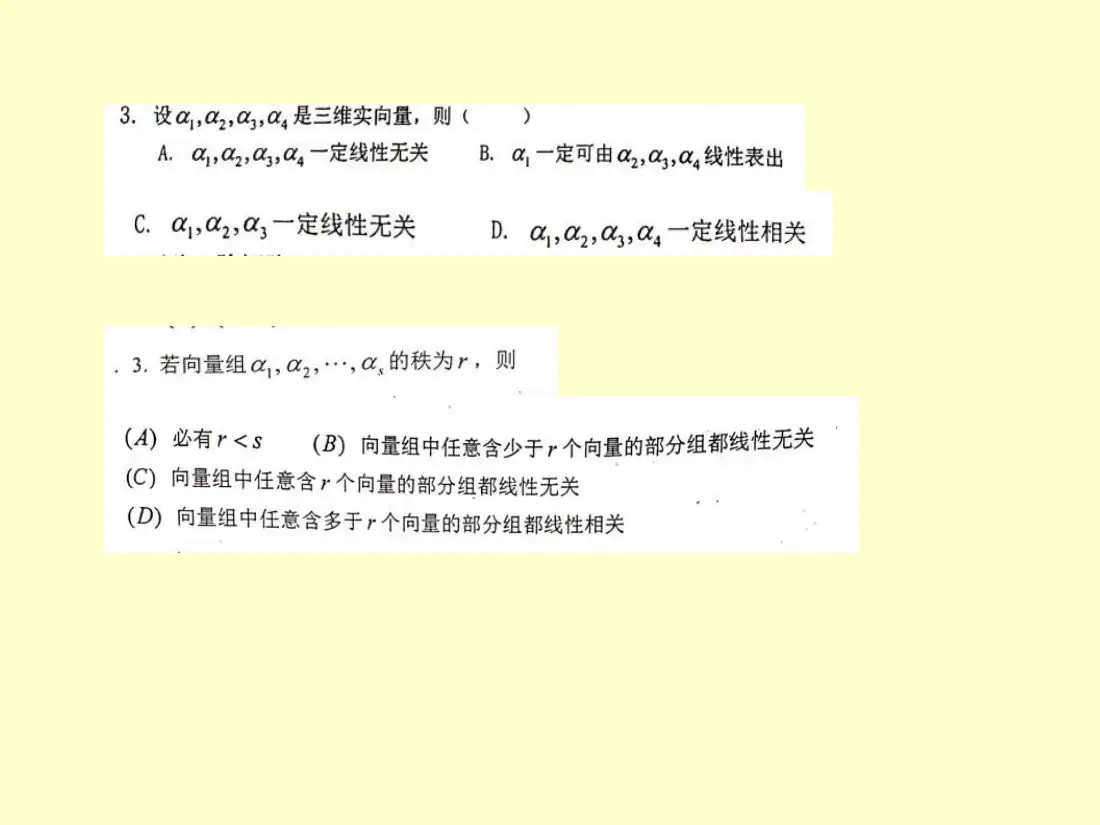 3. 设α₁,α₂,α₃,α₄是三维实向量，则（ ）
A. α₁,α₂,α₃,α₄一定线性无关 B. α₁一定可由α₂,α₃,α₄线性表出
C. α₁,α₂,α₃一定线性无关 D. α₁,α₂,α₃,α₄一定线性相关
. 3. 若向量组α₁,α₂,⋯,αₛ的秩为r，则
(A) 必有r<s (B) 向量组中任意含少于r个向量的部分组都线性无关
(C) 向量组中任意含r个向量的部分组都线性无关
(D) 向量组中任意含多于r个向量的部分组都线性相关